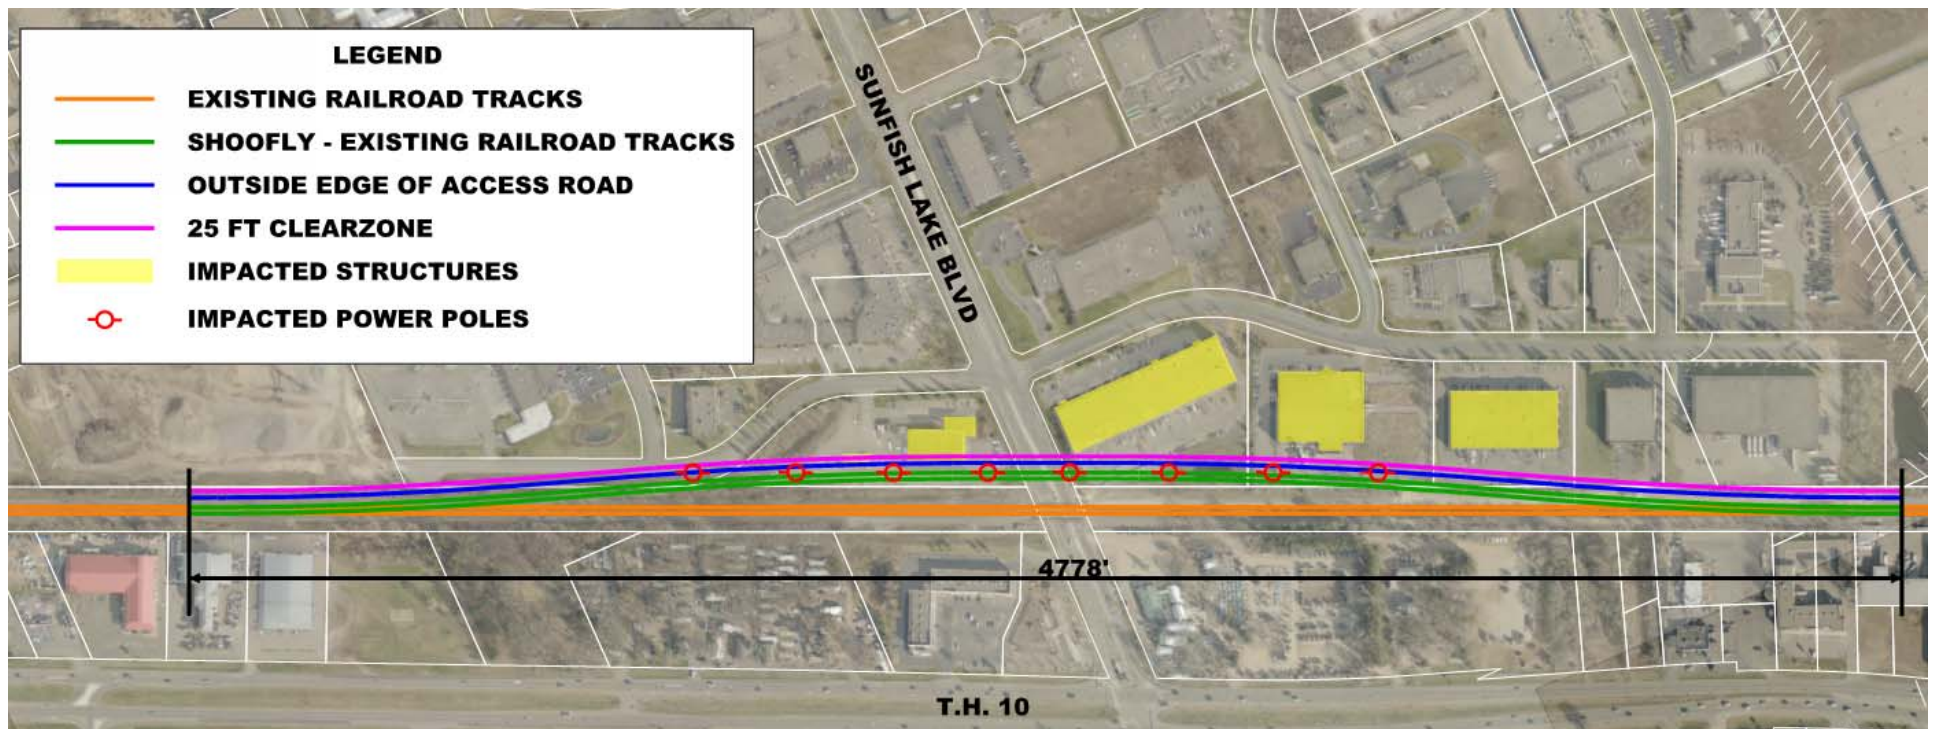 LEGEND
EXISTING RAILROAD TRACKS
SHOOFLY - EXISTING RAILROAD TRACKS
OUTSIDE EDGE OF ACCESS ROAD
25 FT CLEARZONE
IMPACTED STRUCTURES
IMPACTED POWER POLES
SUNFISH LAKE BLVD
4778'
T.H. 10